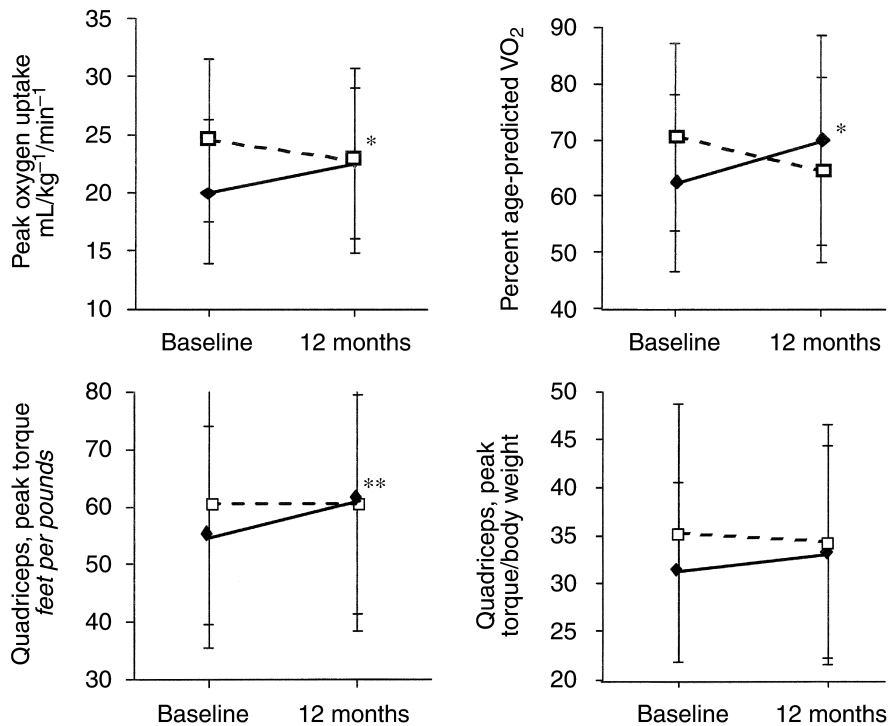 Peak oxygen uptake
mL/kg⁻¹/min⁻¹
35
30
25
20
15
10
*
Baseline
12 months
Percent age-predicted VO₂
90
80
70
60
50
40
*
Baseline
12 months
Quadriceps, peak torque
feet per pounds
80
70
60
50
40
30
**
Baseline
12 months
Quadriceps, peak
torque/body weight
50
45
40
35
30
25
20
Baseline
12 months